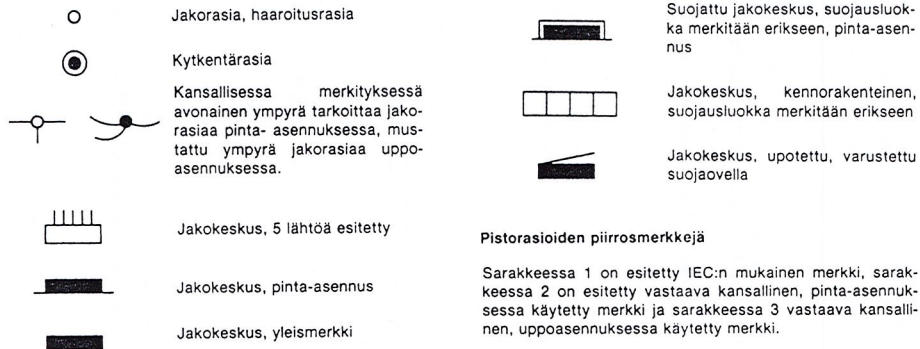 Jakorasia, haaroitusrasia
Kytkentärasia
Kansallisessa merkityksessä
avonainen ympyrä tarkoittaa jako-
rasiaa pinta- asennuksessa, mus-
tattu ympyrä jakorasiaa uppo-
asennuksessa.
Jakokeskus, 5 lähtöä esitetty
Jakokeskus, pinta-asennus
Jakokeskus, yleismerkki
Suojattu jakokeskus, suojausluok-
ka merkitään erikseen, pinta-asen-
nus
Jakokeskus, kennorakenteinen,
suojausluokka merkitään erikseen
Jakokeskus, upotettu, varustettu
suojaovella
Pistorasioiden piirrosmerkkejä
Sarakkeessa 1 on esitetty IEC:n mukainen merkki, sarak-
keessa 2 on esitetty vastaava kansallinen, pinta-asennuk-
sessa käytetty merkki ja sarakkeessa 3 vastaava kansalli-
nen, uppoasennuksessa käytetty merkki.